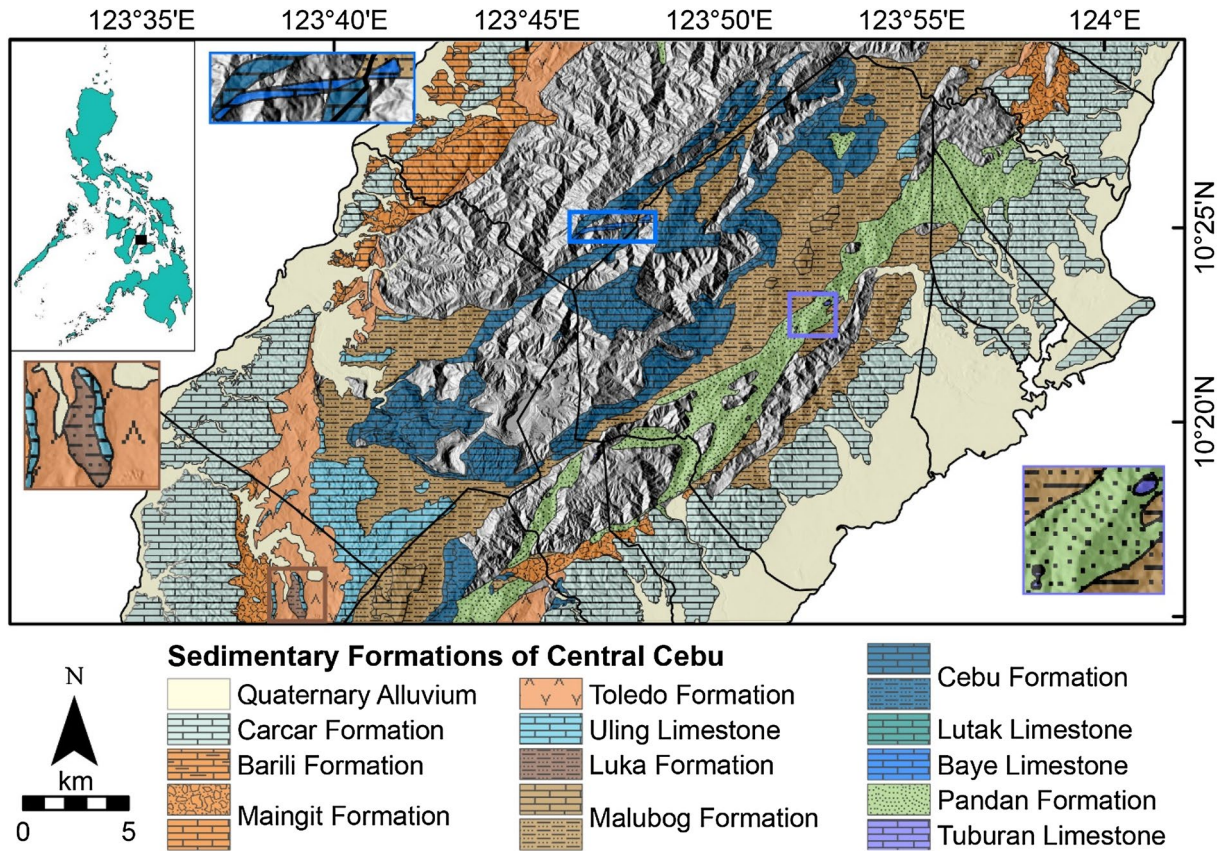 123°35'E 123°40'E 123°45'E 123°50'E 123°55'E 124°E
10°25'N
10°20'N
Sedimentary Formations of Central Cebu
N
km
0 5
Quaternary Alluvium
Carcar Formation
Barili Formation
Maingit Formation
Toledo Formation
Uling Limestone
Luka Formation
Malubog Formation
Cebu Formation
Lutak Limestone
Baye Limestone
Pandan Formation
Tuburan Limestone